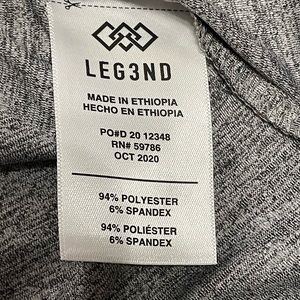 LEG3ND
MADE IN ETHIOPIA
HECHO EN ETIOPIA
PO#D 20 12348
RN# 59786
OCT 2020
94% POLYESTER
6% SPANDEX
94% POLIÉSTER
6% SPANDEX